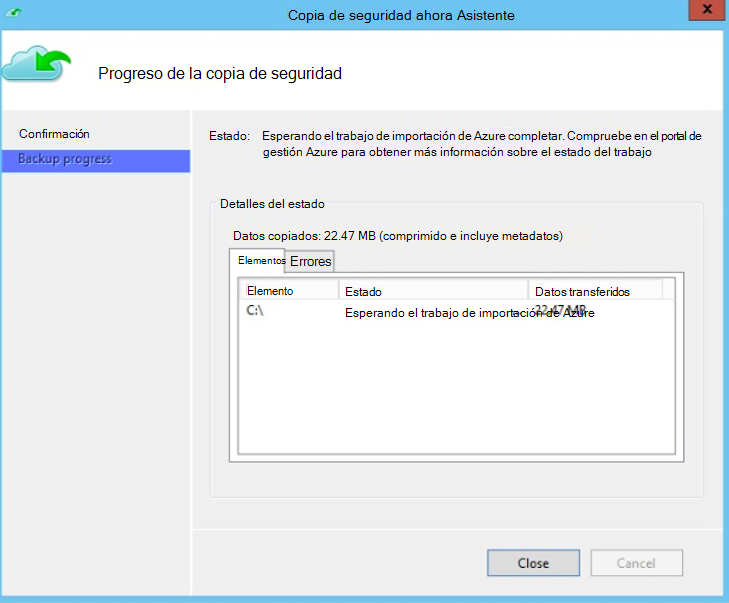 Copia de seguridad ahora Asistente
x
Progreso de la copia de seguridad
Confirmación
Backup progress
Estado: Esperando el trabajo de importación de Azure completar. Compruebe en el portal de
gestión Azure para obtener más información sobre el estado del trabajo
Detalles del estado
Datos copiados: 22.47 MB (comprimido e incluye metadatos)
Elementos Errores
Elemento Estado Datos transferidos
C:\ Esperando el trabajo de importación de Azure 22.47 MB
Close Cancel